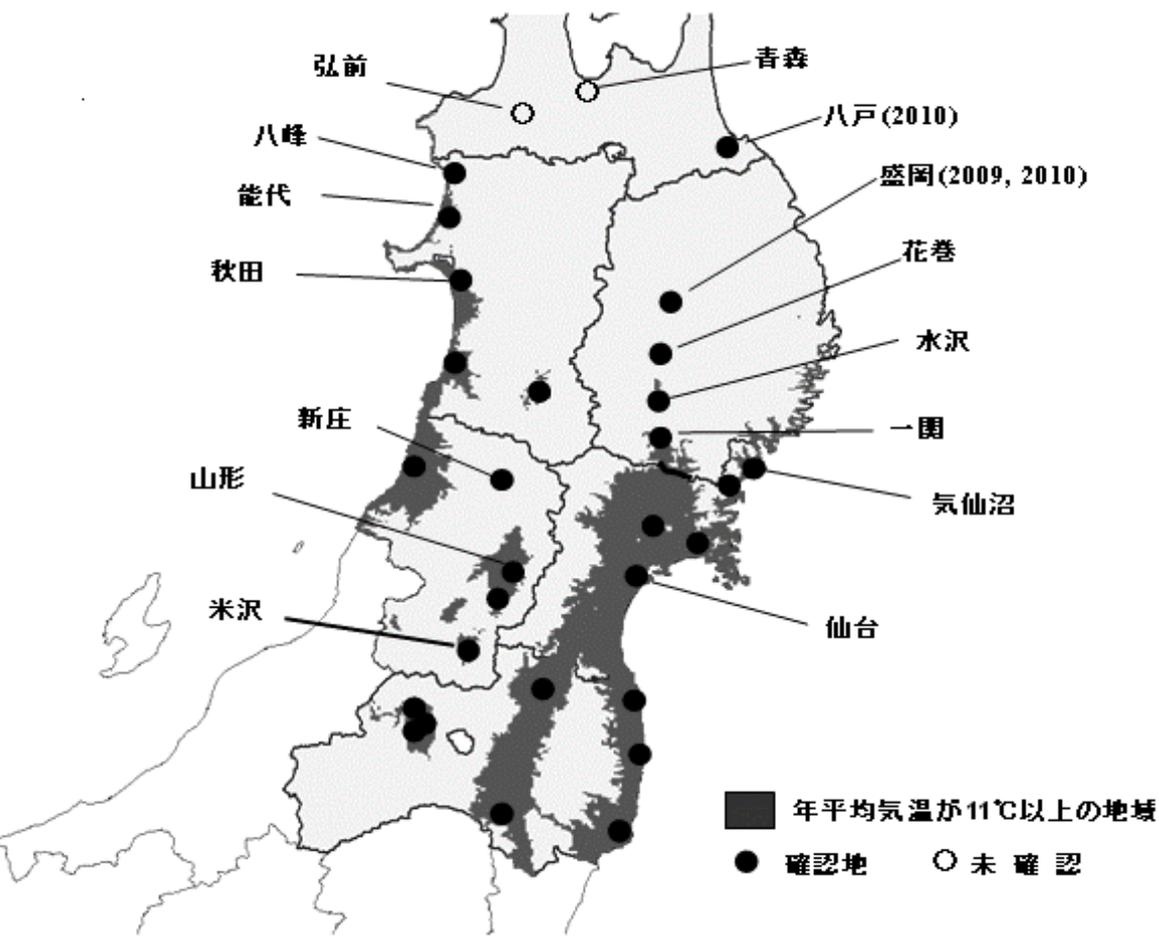 弘前
青森
八戸(2010)
八峰
盛岡(2009, 2010)
能代
花巻
秋田
水沢
新庄
一関
山形
気仙沼
米沢
仙台
年平均気温が11℃以上の地域
確認地
未 確 認